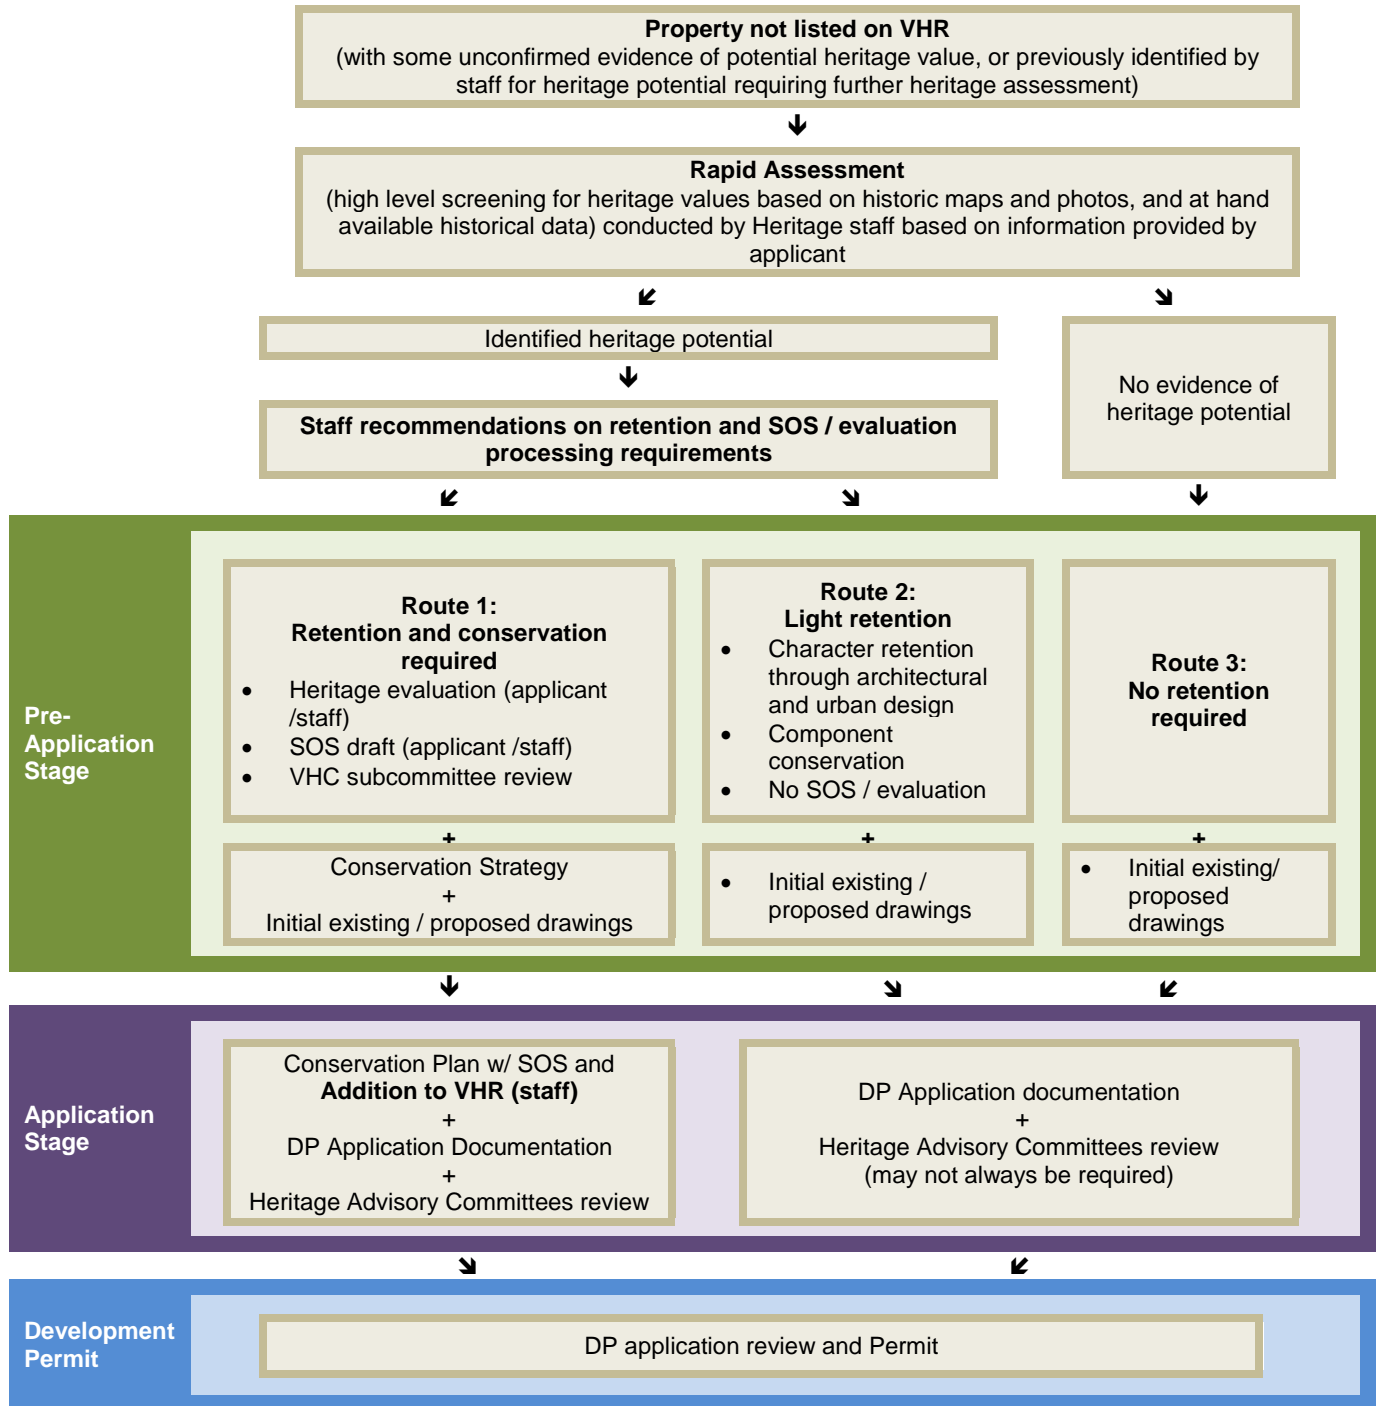 Property not listed on VHR
(with some unconfirmed evidence of potential heritage value, or previously identified by
staff for heritage potential requiring further heritage assessment)
Rapid Assessment
(high level screening for heritage values based on historic maps and photos, and at hand
available historical data) conducted by Heritage staff based on information provided by
applicant
Identified heritage potential
No evidence of
heritage potential
Staff recommendations on retention and SOS / evaluation
processing requirements
Pre-
Application
Stage
Route 1:
Retention and conservation
required
• Heritage evaluation (applicant
/staff)
• SOS draft (applicant /staff)
• VHC subcommittee review
+
Conservation Strategy
+
Initial existing / proposed drawings
Route 2:
Light retention
• Character retention
through architectural
and urban design
• Component
conservation
• No SOS / evaluation
+
• Initial existing /
proposed drawings
Route 3:
No retention
required
+
• Initial existing/
proposed
drawings
Application
Stage
Conservation Plan w/ SOS and
Addition to VHR (staff)
+
DP Application Documentation
+
Heritage Advisory Committees review
DP Application documentation
+
Heritage Advisory Committees review
(may not always be required)
Development
Permit
DP application review and Permit